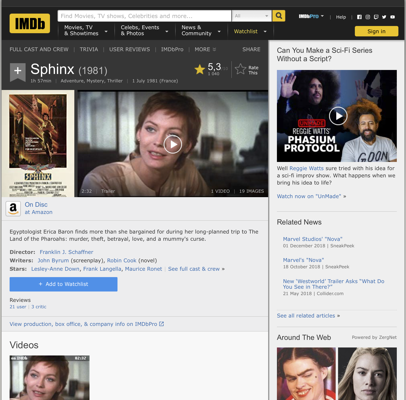 IMDb
Find Movies, TV shows, Celebrities and more...
All
IMDbPro
Help
Movies, TV & Showtimes
Celebs, Events & Photos
News & Community
Watchlist
Sign in
FULL CAST AND CREW | TRIVIA | USER REVIEWS | IMDbPro | MORE
SHARE
Sphinx (1981)
1h 57min | Adventure, Mystery, Thriller | 1 July 1981 (France)
5,3
Rate This
SPHINX
2:32 Trailer
1 VIDEO | 19 IMAGES
a
On Disc
at Amazon
Egyptologist Erica Baron finds more than she bargained for during her long-planned trip to The
Land of the Pharaohs: murder, theft, betrayal, love, and a mummy's curse.
Director: Franklin J. Schaffner
Writers: John Byrum (screenplay), Robin Cook (novel)
Stars: Lesley-Anne Down, Frank Langella, Maurice Ronet | See full cast & crew »
+ Add to Watchlist
Reviews
21 user | 3 critic
View production, box office, & company info on IMDbPro
Videos
02:32
Can You Make a Sci-Fi Series
Without a Script?
REGGIE WATTS'
PHASIUM
PROTOCOL
GOON
Well Reggie Watts sure tried with his idea
for a sci-fi improv show. What happens when we
bring his idea to life?
Watch now on "UnMade" »
Related News
Marvel Studios' "Nova"
01 December 2018 | SneakPeek
Marvel's "Nova"
18 October 2018 | SneakPeek
New 'Westworld' Trailer Asks "What Do
You See in There?"
21 May 2018 | Collider.com
See all related articles »
Around The Web
Powered by ZergNet